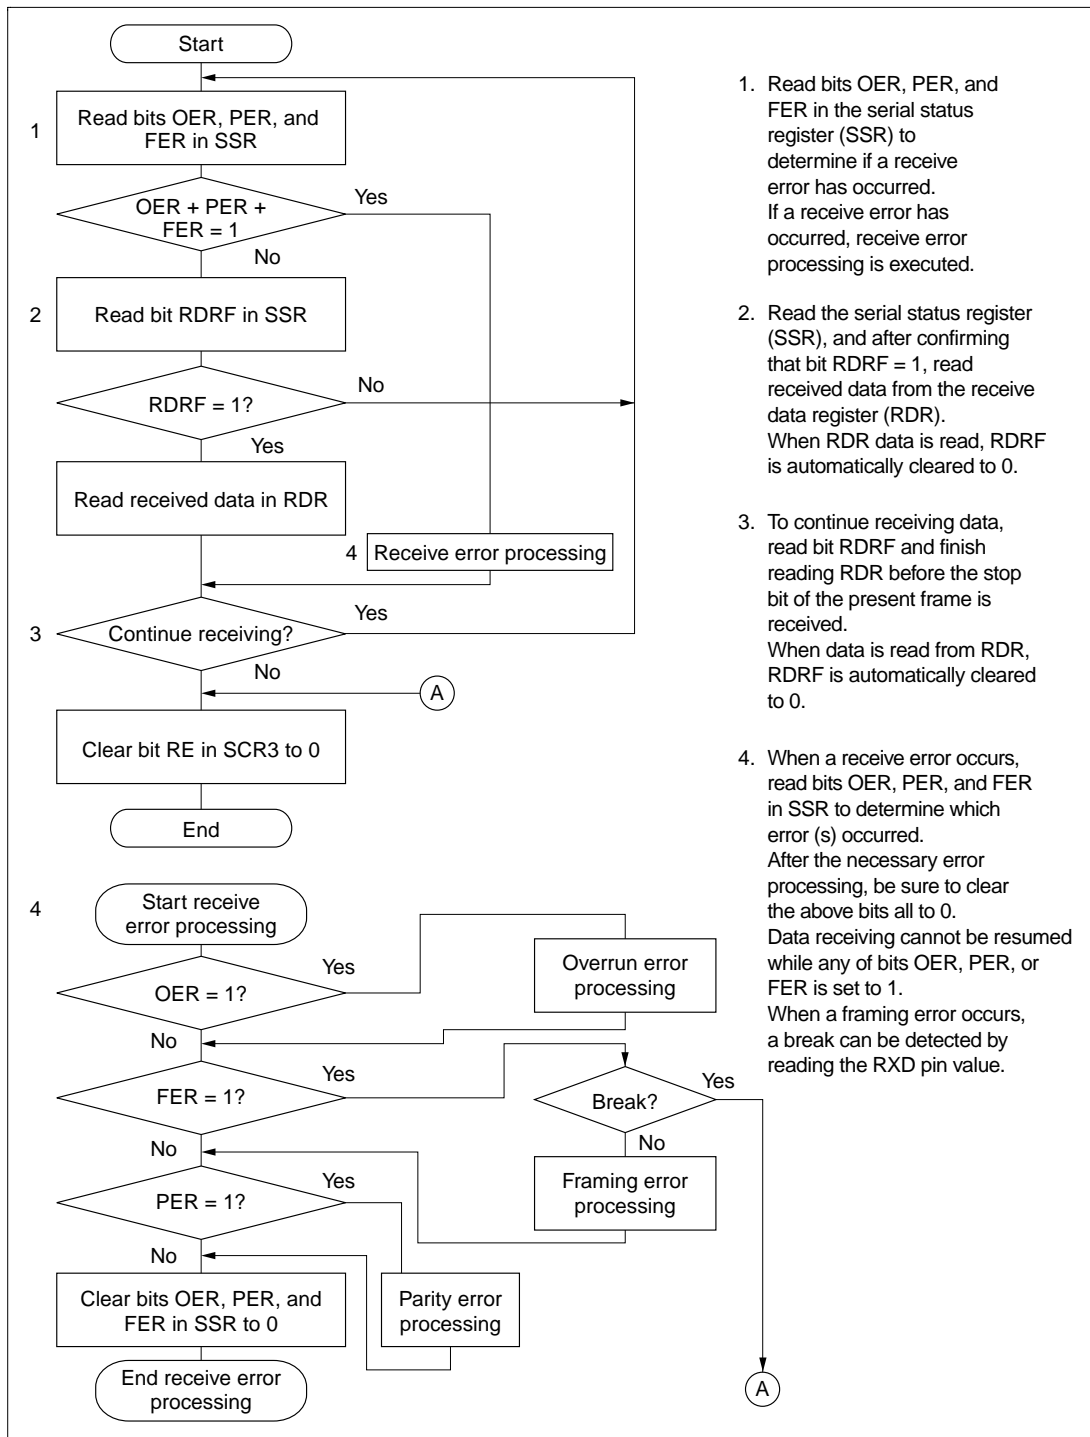 Start
1
Read bits OER, PER, and
FER in SSR
OER + PER +
FER = 1
Yes
No
2
Read bit RDRF in SSR
RDRF = 1?
No
Yes
Read received data in RDR
4
Receive error processing
3
Continue receiving?
Yes
No
A
Clear bit RE in SCR3 to 0
End
4
Start receive
error processing
OER = 1?
Yes
Overrun error
processing
No
FER = 1?
Yes
Break?
Yes
No
No
Framing error
processing
PER = 1?
Yes
No
Clear bits OER, PER, and
FER in SSR to 0
Parity error
processing
End receive error
processing
A
1. Read bits OER, PER, and
FER in the serial status
register (SSR) to
determine if a receive
error has occurred.
If a receive error has
occurred, receive error
processing is executed.
2. Read the serial status register
(SSR), and after confirming
that bit RDRF = 1, read
received data from the receive
data register (RDR).
When RDR data is read, RDRF
is automatically cleared to 0.
3. To continue receiving data,
read bit RDRF and finish
reading RDR before the stop
bit of the present frame is
received.
When data is read from RDR,
RDRF is automatically cleared
to 0.
4. When a receive error occurs,
read bits OER, PER, and FER
in SSR to determine which
error (s) occurred.
After the necessary error
processing, be sure to clear
the above bits all to 0.
Data receiving cannot be resumed
while any of bits OER, PER, or
FER is set to 1.
When a framing error occurs,
a break can be detected by
reading the RXD pin value.